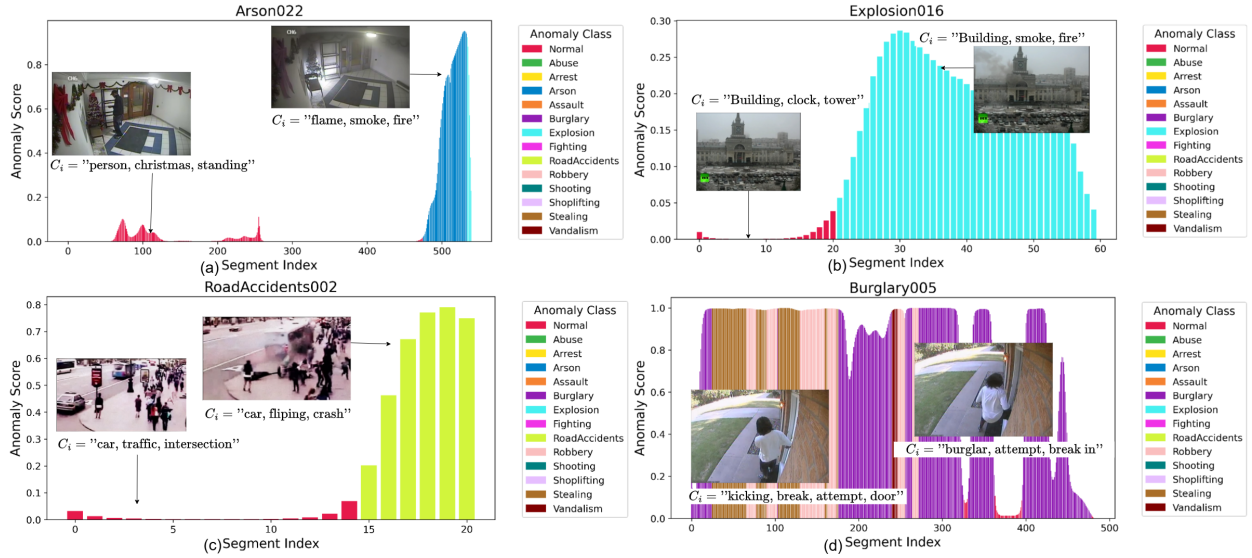 Arson022
Anomaly Score
0.8
0.6
0.4
0.2
0.0
0
100
200
300
400
500
(a) Segment Index
CH6
C_i = ''person, christmas, standing''
C_i = ''flame, smoke, fire''
Anomaly Class
Normal
Abuse
Arrest
Arson
Assault
Burglary
Explosion
Fighting
RoadAccidents
Robbery
Shooting
Shoplifting
Stealing
Vandalism
Explosion016
Anomaly Score
0.30
0.25
0.20
0.15
0.10
0.05
0.00
0
10
20
30
40
50
60
(b) Segment Index
C_i = ''Building, clock, tower''
C_i = ''Building, smoke, fire''
Anomaly Class
Normal
Abuse
Arrest
Arson
Assault
Burglary
Explosion
Fighting
RoadAccidents
Robbery
Shooting
Shoplifting
Stealing
Vandalism
RoadAccidents002
Anomaly Score
0.8
0.7
0.6
0.5
0.4
0.3
0.2
0.1
0.0
0
5
10
15
20
(c) Segment Index
C_i = ''car, traffic, intersection''
C_i = ''car, fliping, crash''
Anomaly Class
Normal
Abuse
Arrest
Arson
Assault
Burglary
Explosion
Fighting
RoadAccidents
Robbery
Shooting
Shoplifting
Stealing
Vandalism
Burglary005
Anomaly Score
1.0
0.8
0.6
0.4
0.2
0.0
0
100
200
300
400
500
(d) Segment Index
C_i = ''kicking, break, attempt, door''
C_i = ''burglar, attempt, break in''
Anomaly Class
Normal
Abuse
Arrest
Arson
Assault
Burglary
Explosion
Fighting
RoadAccidents
Robbery
Shooting
Shoplifting
Stealing
Vandalism